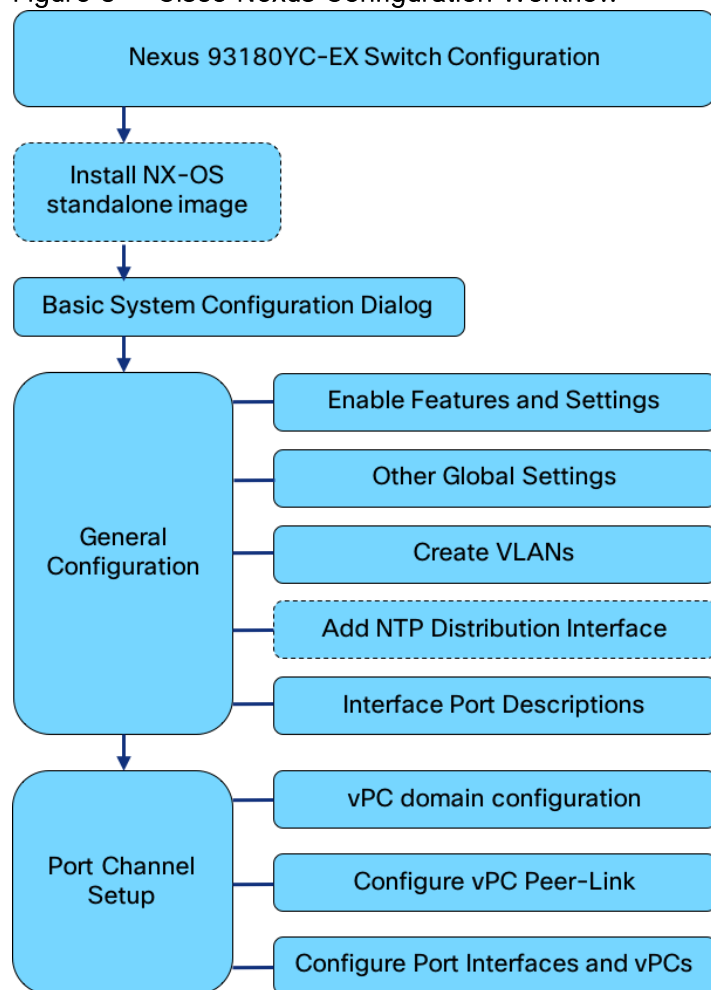 Nexus 93180YC-EX Switch Configuration
Install NX-OS
standalone image
Basic System Configuration Dialog
General
Configuration
Enable Features and Settings
Other Global Settings
Create VLANs
Add NTP Distribution Interface
Interface Port Descriptions
Port Channel
Setup
vPC domain configuration
Configure vPC Peer-Link
Configure Port Interfaces and vPCs